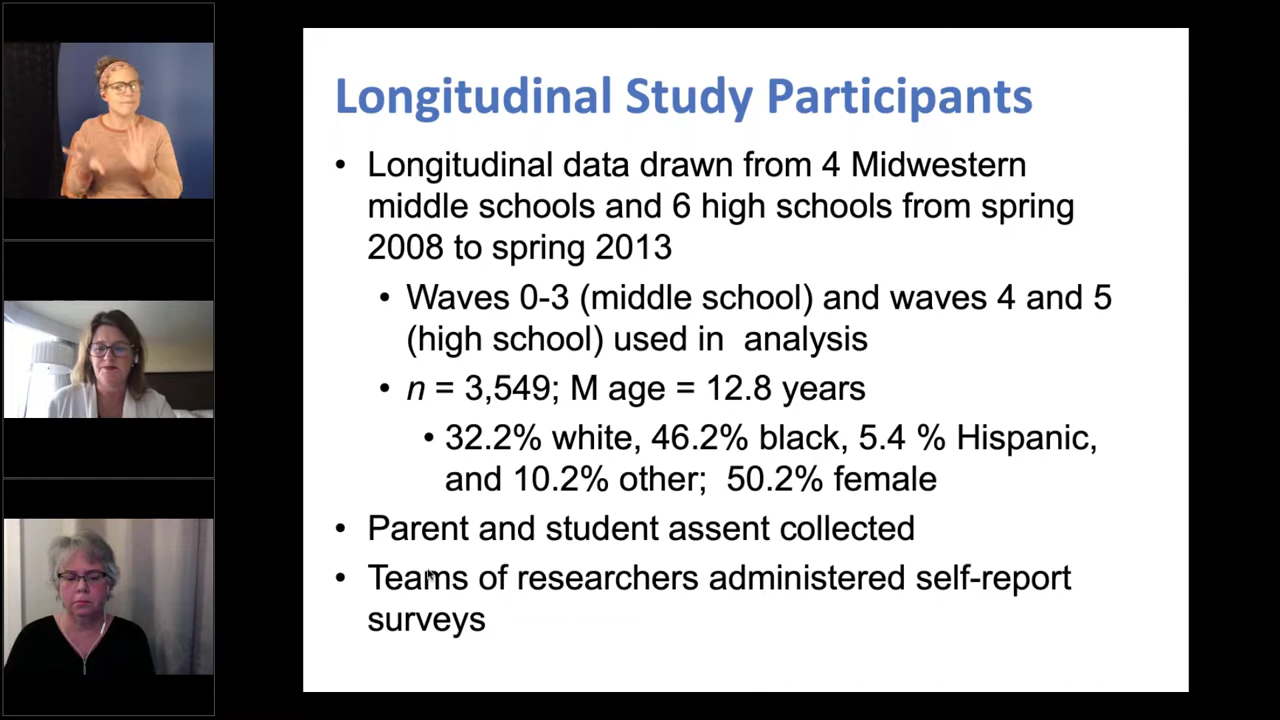 Longitudinal Study Participants
• Longitudinal data drawn from 4 Midwestern
middle schools and 6 high schools from spring
2008 to spring 2013
• Waves 0-3 (middle school) and waves 4 and 5
(high school) used in  analysis
• n = 3,549; M age = 12.8 years
• 32.2% white, 46.2% black, 5.4 % Hispanic,
and 10.2% other;  50.2% female
• Parent and student assent collected
• Teams of researchers administered self-report
surveys